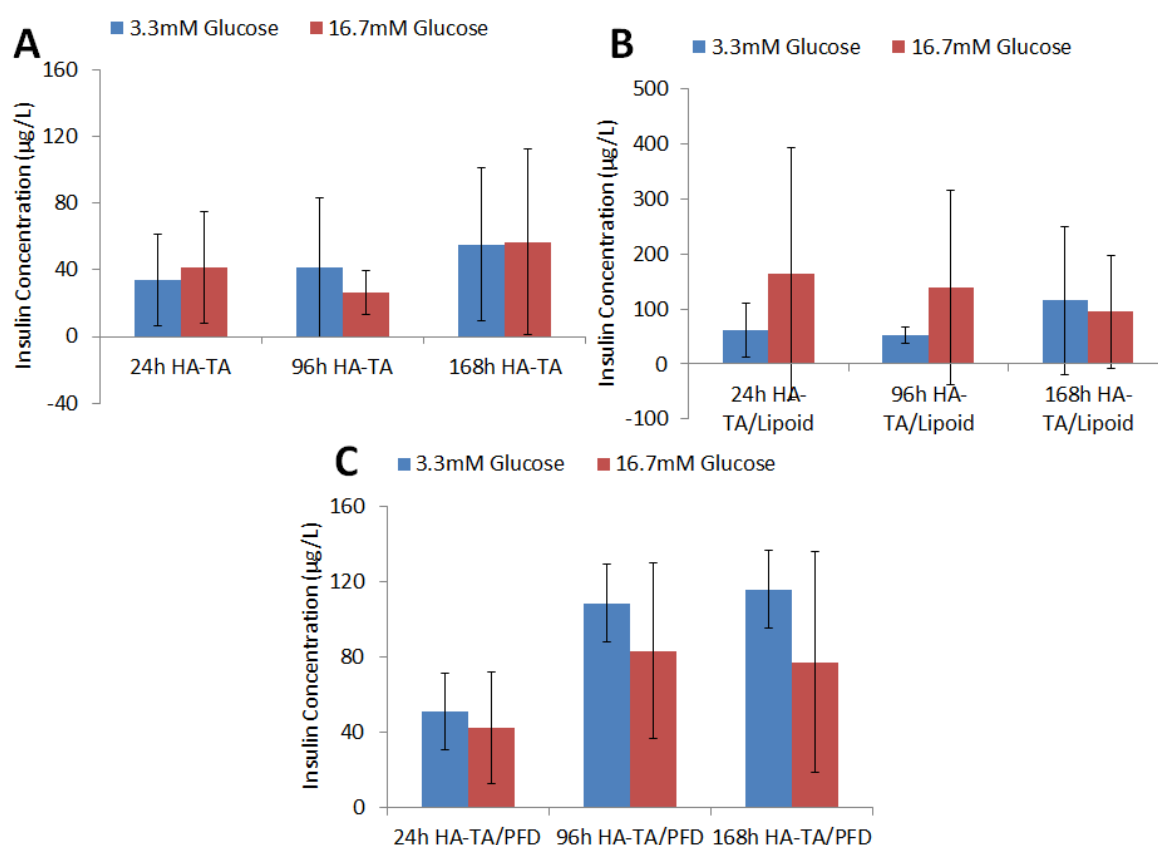 A
3.3mM Glucose 16.7mM Glucose
Insulin Concentration (µg/L)
160
120
80
40
0
-40
24h HA-TA 96h HA-TA 168h HA-TA
B
3.3mM Glucose 16.7mM Glucose
Insulin Concentration (µg/L)
500
400
300
200
100
0
-100
24h HA- 96h HA- 168h HA-
TA/Lipoid TA/Lipoid TA/Lipoid
C
3.3mM Glucose 16.7mM Glucose
Insulin Concentration (µg/L)
160
120
80
40
0
24h HA-TA/PFD 96h HA-TA/PFD 168h HA-TA/PFD